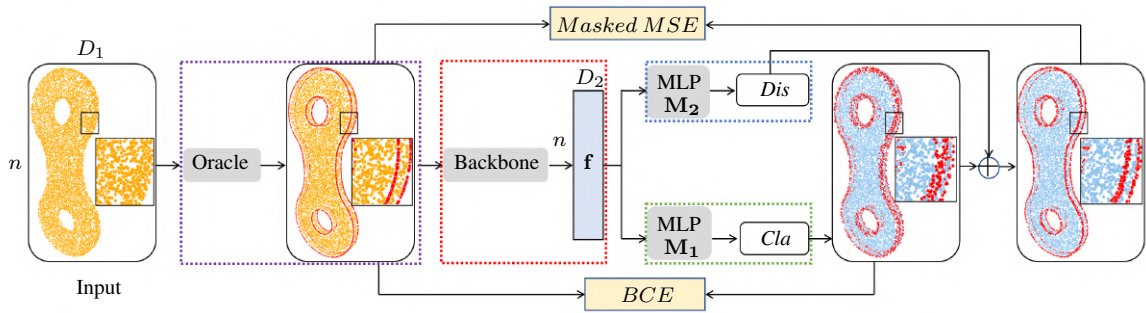 Masked MSE
D₁
n
Input
Oracle
Backbone
D₂
n
f
MLP
M₂
Dis
MLP
M₁
Cla
BCE